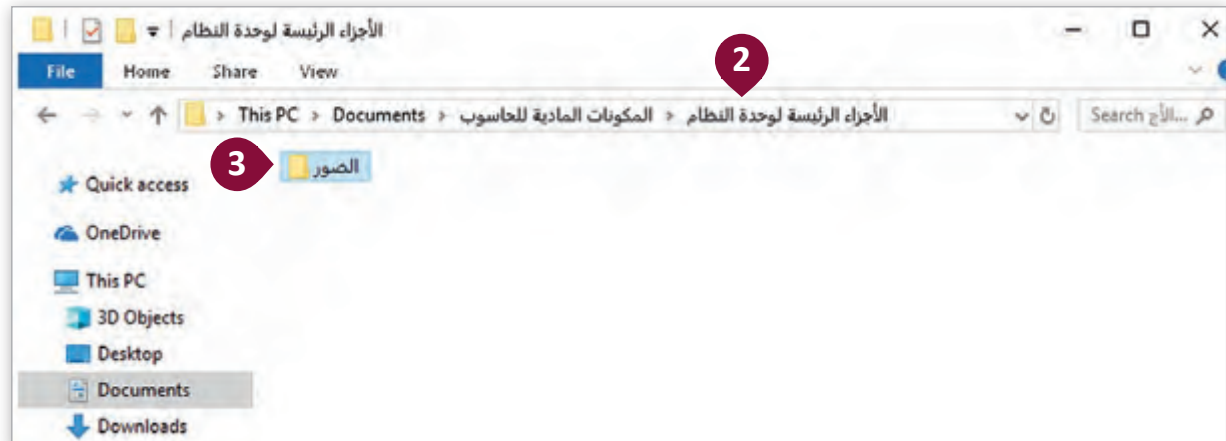 الأجزاء الرئيسة لوحدة النظام
File Home Share View
2
This PC > Documents > المكونات المادية للحاسوب > الأجزاء الرئيسة لوحدة النظام
Search الأج...
3
الصور
Quick access
OneDrive
This PC
3D Objects
Desktop
Documents
Downloads